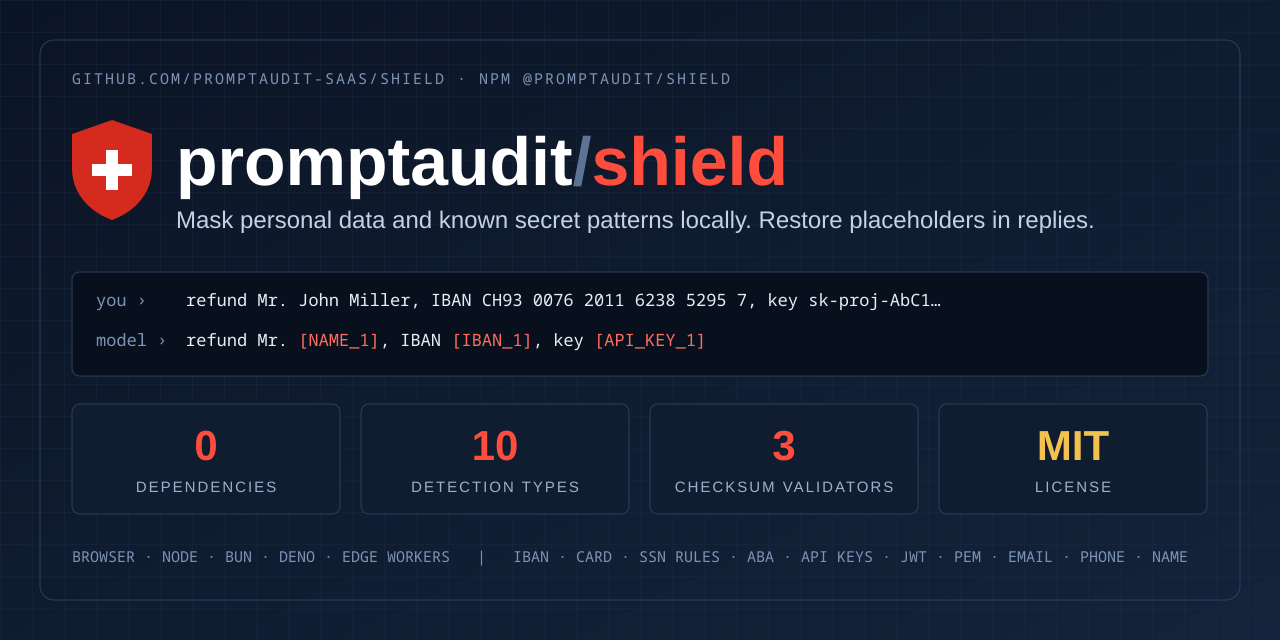 GITHUB.COM/PROMPTAUDIT-SAAS/SHIELD · NPM @PROMPTAUDIT/SHIELD
promptaudit/shield
Mask personal data and known secret patterns locally. Restore placeholders in replies.
you › refund Mr. John Miller, IBAN CH93 0076 2011 6238 5295 7, key sk-proj-AbC1…
model › refund Mr. [NAME_1], IBAN [IBAN_1], key [API_KEY_1]
0
DEPENDENCIES
10
DETECTION TYPES
3
CHECKSUM VALIDATORS
MIT
LICENSE
BROWSER · NODE · BUN · DENO · EDGE WORKERS | IBAN · CARD · SSN RULES · ABA · API KEYS · JWT · PEM · EMAIL · PHONE · NAME